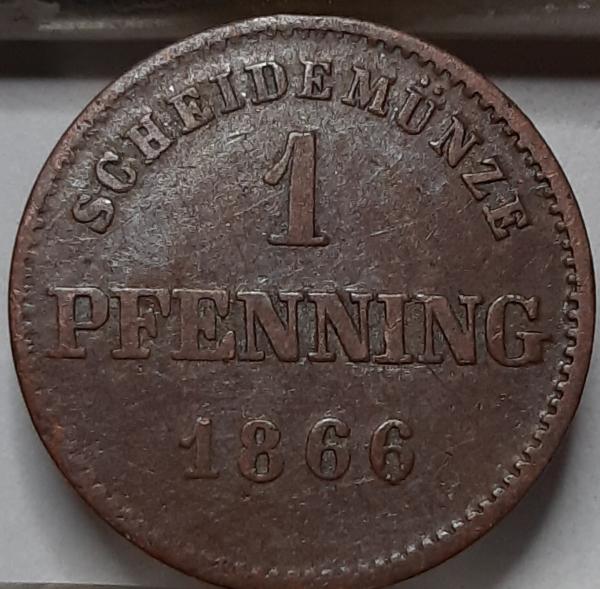 SCHEIDEMÜNZE
1
PFENNING
1866